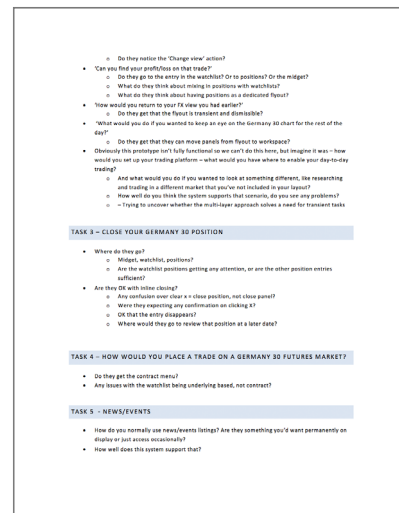 o Do they notice the 'Change view' action?
• 'Can you find your profit/loss on that trade?'
o Do they go to the entry in the watchlist? Or to positions? Or the midget?
o What do they think about mixing in positions with watchlists?
o What do they think about having positions as a dedicated flyout?
• 'How would you return to your FX view you had earlier?'
o Do they get that the flyout is transient and dismissible?
• 'What would you do if you wanted to keep an eye on the Germany 30 chart for the rest of the
day?'
o Do they get that they can move panels from flyout to workspace?
• Obviously this prototype isn't fully functional so we can't do this here, but imagine it was – how
would you set up your trading platform – what would you have where to enable your day-to-day
trading?
o And what would you do if you wanted to look at something different, like researching
and trading in a different market that you've not included in your layout?
o How well do you think the system supports that scenario, do you see any problems?
o = Trying to uncover whether the multi-layer approach solves a need for transient tasks
TASK 3 – CLOSE YOUR GERMANY 30 POSITION
• Where do they go?
o Midget, watchlist, positions?
o Are the watchlist positions getting any attention, or are the other position entries
sufficient?
• Are they OK with inline closing?
o Any confusion over clear x = close position, not close panel?
o Were they expecting any confirmation on clicking X?
o OK that the entry disappears?
o Where would they go to review that position at a later date?
TASK 4 – HOW WOULD YOU PLACE A TRADE ON A GERMANY 30 FUTURES MARKET?
• Do they get the contract menu?
• Any issues with the watchlist being underlying based, not contract?
TASK 5 - NEWS/EVENTS
• How do you normally use news/events listings? Are they something you'd want permanently on
display or just access occasionally?
• How well does this system support that?